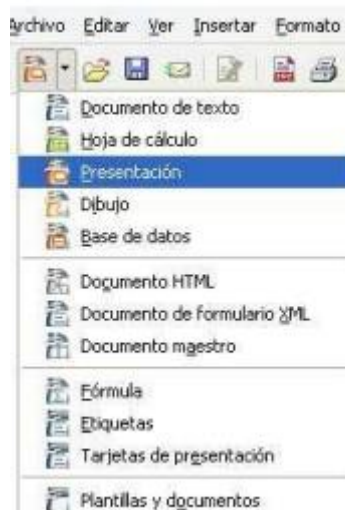 Archivo Editar Ver Insertar Formato
Documento de texto
Hoja de cálculo
Presentación
Dibujo
Base de datos
Documento HTML
Documento de formulario XML
Documento maestro
Fórmula
Etiquetas
Tarjetas de presentación
Plantillas y documentos